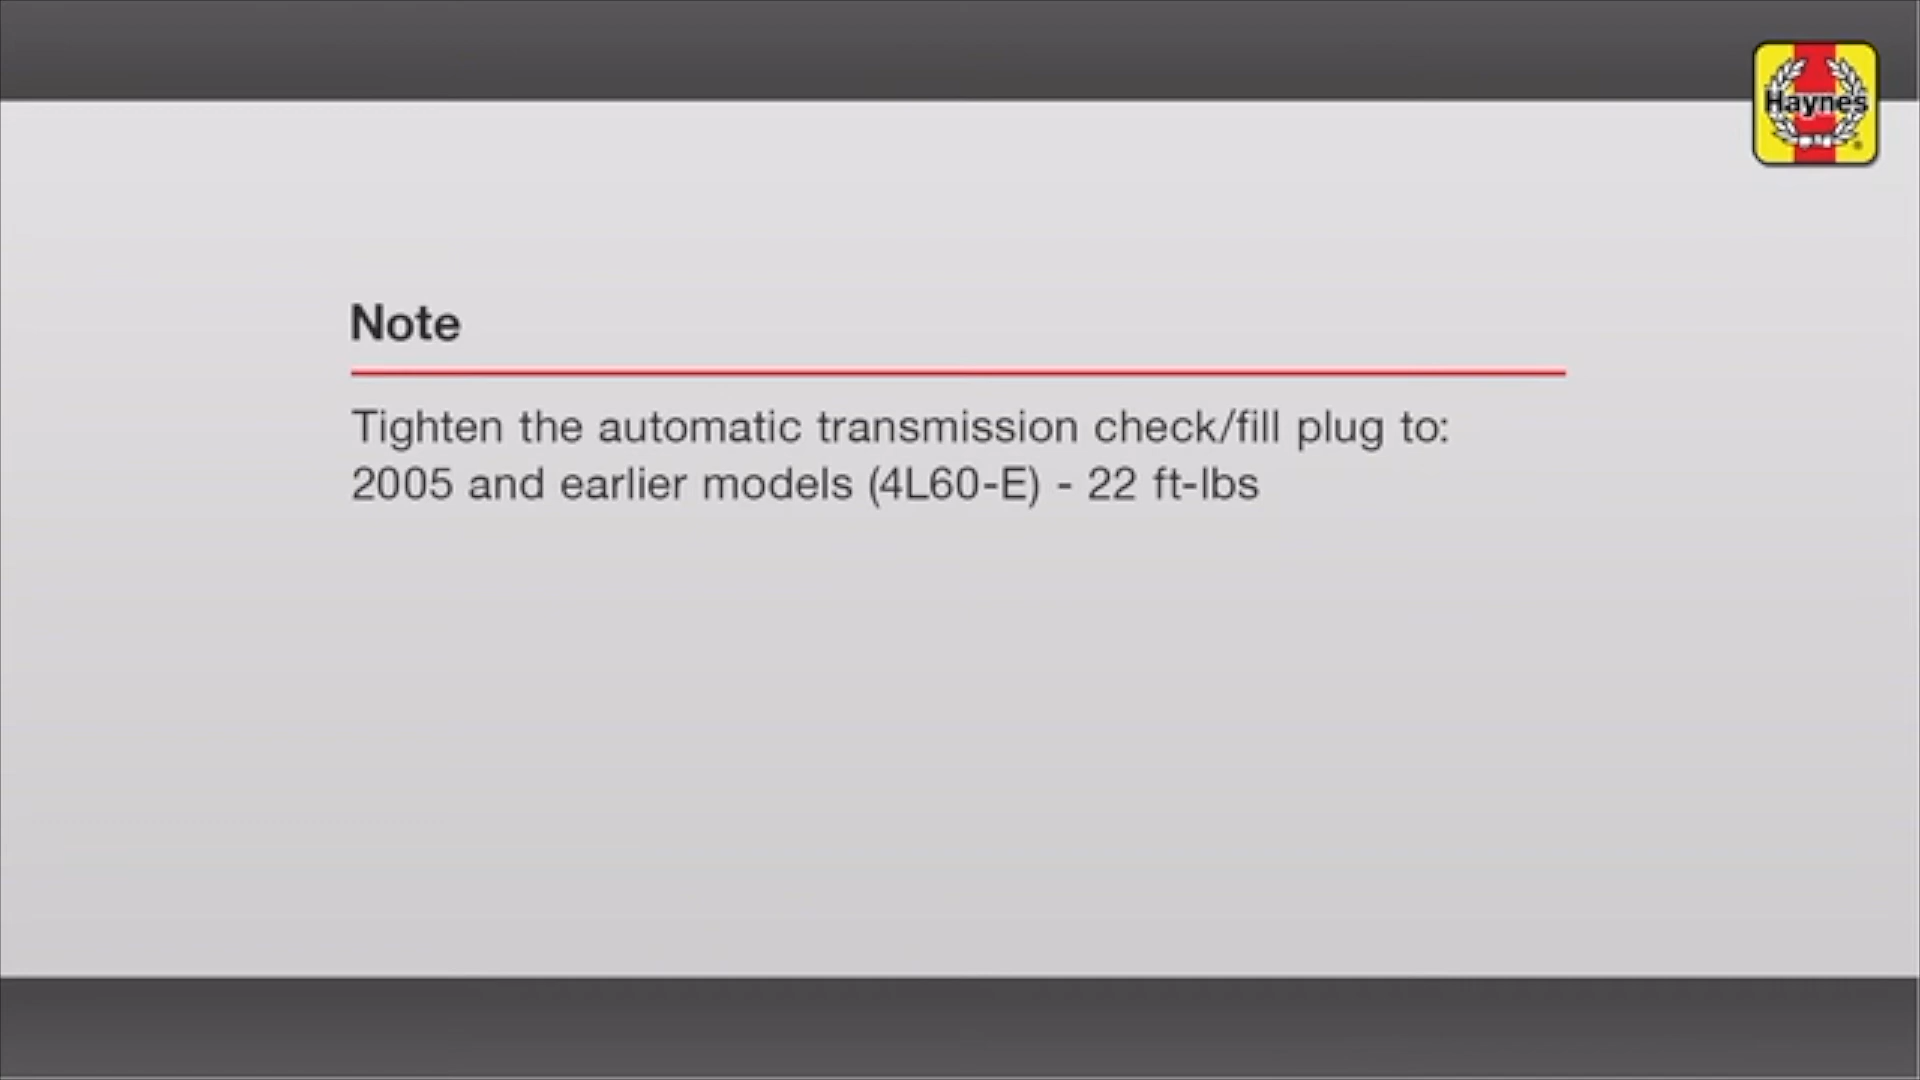 Haynes
Note
Tighten the automatic transmission check/fill plug to:
2005 and earlier models (4L60-E) - 22 ft-lbs